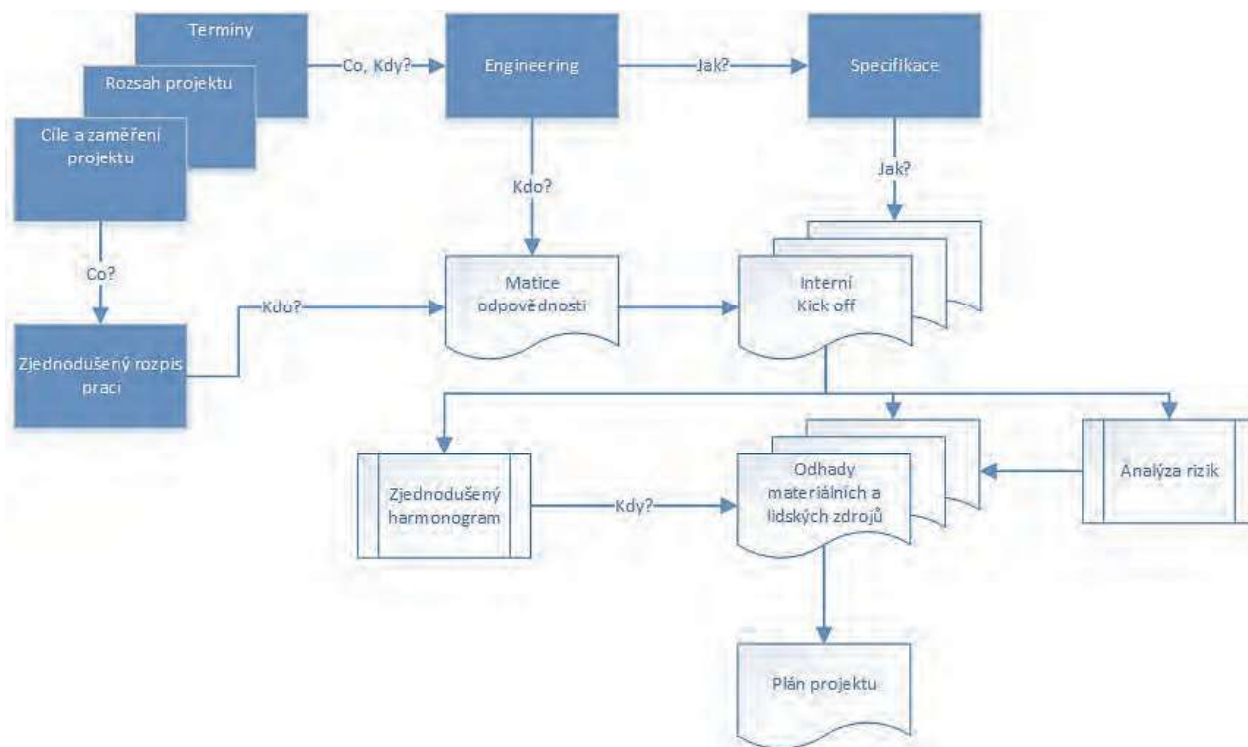 Termíny
Co, Kdy?
Engineering
Jak?
Specifikace
Rozsah projektu
Cíle a zaměření
projektu
Kdo?
Jak?
Co?
Matice
odpovědnosti
Interní
Kick off
Kdo?
Zjednodušený rozpis
prací
Zjednodušený
harmonogram
Kdy?
Odhady
materiálních a
lidských zdrojů
Analýza rizik
Plán projektu